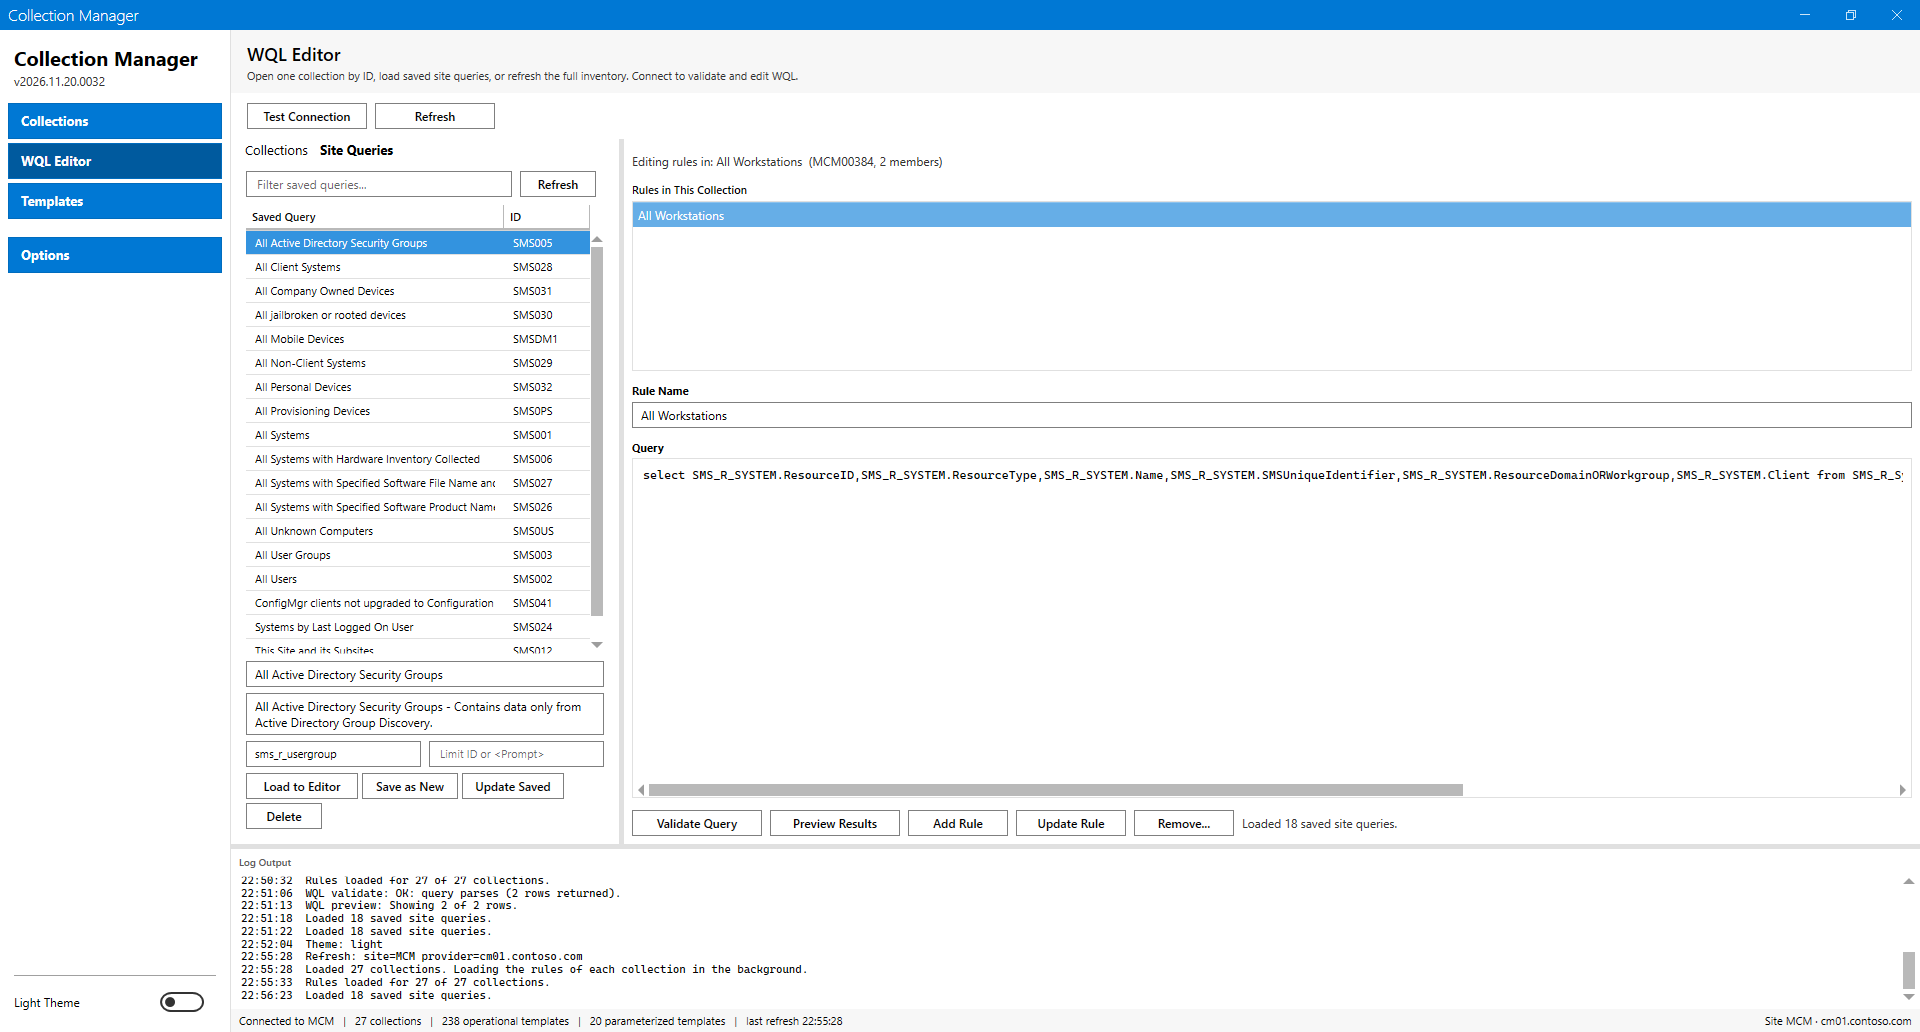 Collection Manager
Collection Manager
v2026.11.20.0032
Collections
WQL Editor
Templates
Options
Light Theme
WQL Editor
Open one collection by ID, load saved site queries, or refresh the full inventory. Connect to validate and edit WQL.
Test Connection
Refresh
Collections Site Queries
Filter saved queries...
Refresh
Saved Query ID
All Active Directory Security Groups SMS005
All Client Systems SMS028
All Company Owned Devices SMS031
All jailbroken or rooted devices SMS030
All Mobile Devices SMSDM1
All Non-Client Systems SMS029
All Personal Devices SMS032
All Provisioning Devices SMS0PS
All Systems SMS001
All Systems with Hardware Inventory Collected SMS006
All Systems with Specified Software File Name and SMS027
All Systems with Specified Software Product Name SMS026
All Unknown Computers SMS0US
All User Groups SMS003
All Users SMS002
ConfigMgr clients not upgraded to Configuration SMS041
Systems by Last Logged On User SMS024
This Site and its Subsites SMS012
All Active Directory Security Groups
All Active Directory Security Groups - Contains data only from
Active Directory Group Discovery.
sms_r_usergroup
Limit ID or <Prompt>
Load to Editor
Save as New
Update Saved
Delete
Editing rules in: All Workstations (MCM00384, 2 members)
Rules in This Collection
All Workstations
Rule Name
All Workstations
Query
select SMS_R_SYSTEM.ResourceID,SMS_R_SYSTEM.ResourceType,SMS_R_SYSTEM.Name,SMS_R_SYSTEM.SMSUniqueIdentifier,SMS_R_SYSTEM.ResourceDomainORWorkgroup,SMS_R_SYSTEM.Client from SMS_R_Sy
Validate Query
Preview Results
Add Rule
Update Rule
Remove...
Loaded 18 saved site queries.
Log Output
22:50:32 Rules loaded for 27 of 27 collections.
22:51:06 WQL validate: OK: query parses (2 rows returned).
22:51:13 WQL preview: Showing 2 of 2 rows.
22:51:18 Loaded 18 saved site queries.
22:51:22 Loaded 18 saved site queries.
22:52:04 Theme: light
22:55:28 Refresh: site=MCM provider=cm01.contoso.com
22:55:28 Loaded 27 collections. Loading the rules of each collection in the background.
22:55:33 Rules loaded for 27 of 27 collections.
22:56:23 Loaded 18 saved site queries.
Connected to MCM | 27 collections | 238 operational templates | 20 parameterized templates | last refresh 22:55:28
Site MCM · cm01.contoso.com